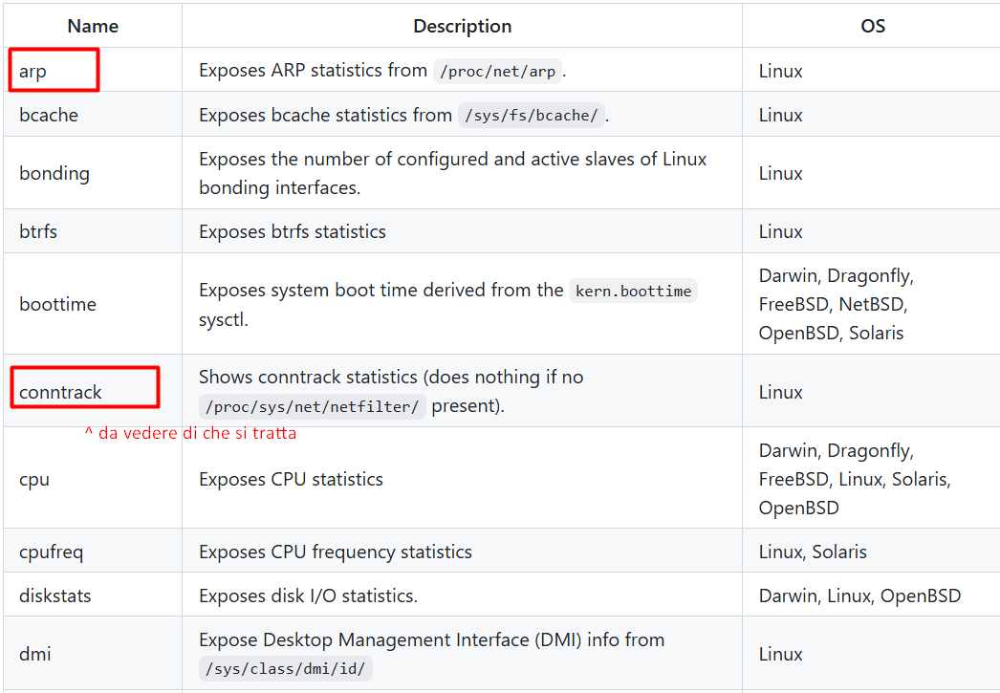 Name Description OS
arp Exposes ARP statistics from /proc/net/arp . Linux
bcache Exposes bcache statistics from /sys/fs/bcache/ . Linux
bonding Exposes the number of configured and active slaves of Linux
bonding interfaces. Linux
btrfs Exposes btrfs statistics Linux
boottime Exposes system boot time derived from the kern.boottime
sysctl. Darwin, Dragonfly,
FreeBSD, NetBSD,
OpenBSD, Solaris
conntrack Shows conntrack statistics (does nothing if no
/proc/sys/net/netfilter/ present). Linux
^ da vedere di che si tratta
cpu Exposes CPU statistics Darwin, Dragonfly,
FreeBSD, Linux, Solaris,
OpenBSD
cpufreq Exposes CPU frequency statistics Linux, Solaris
diskstats Exposes disk I/O statistics. Darwin, Linux, OpenBSD
dmi Expose Desktop Management Interface (DMI) info from
/sys/class/dmi/id/ Linux